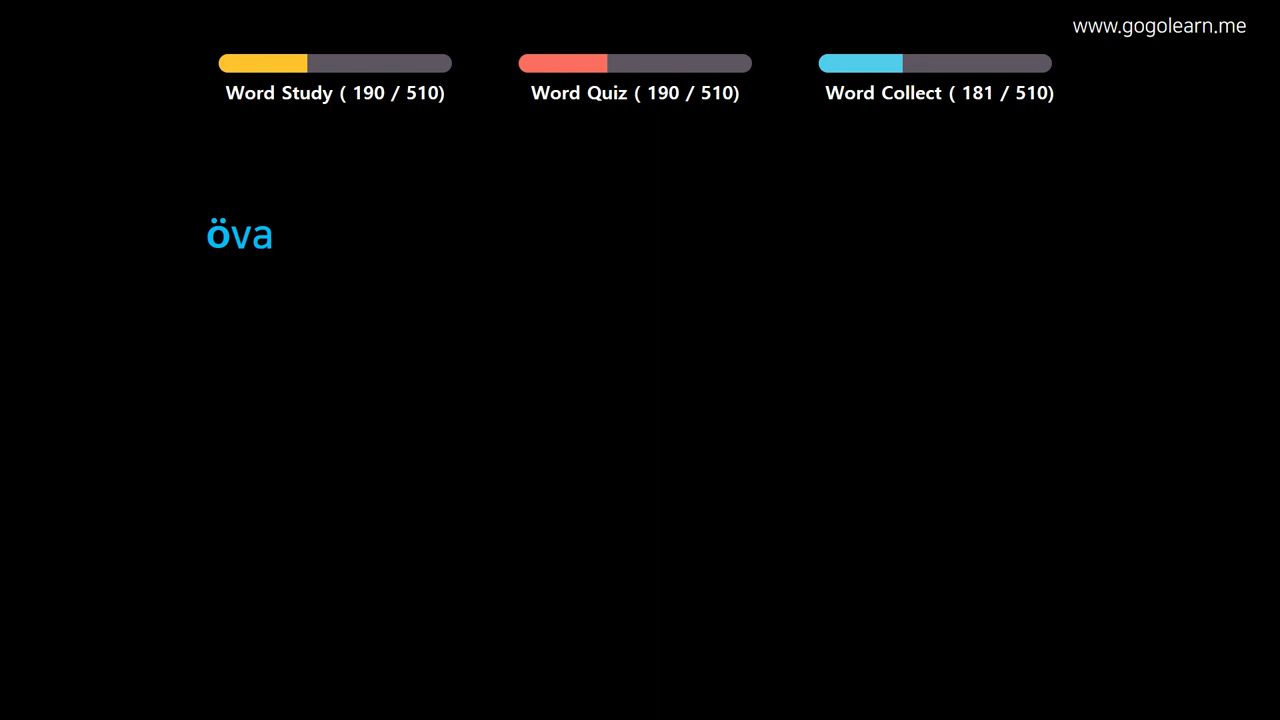 www.gogolearn.me
Word Study ( 190 / 510)
Word Quiz ( 190 / 510)
Word Collect ( 181 / 510)
öva